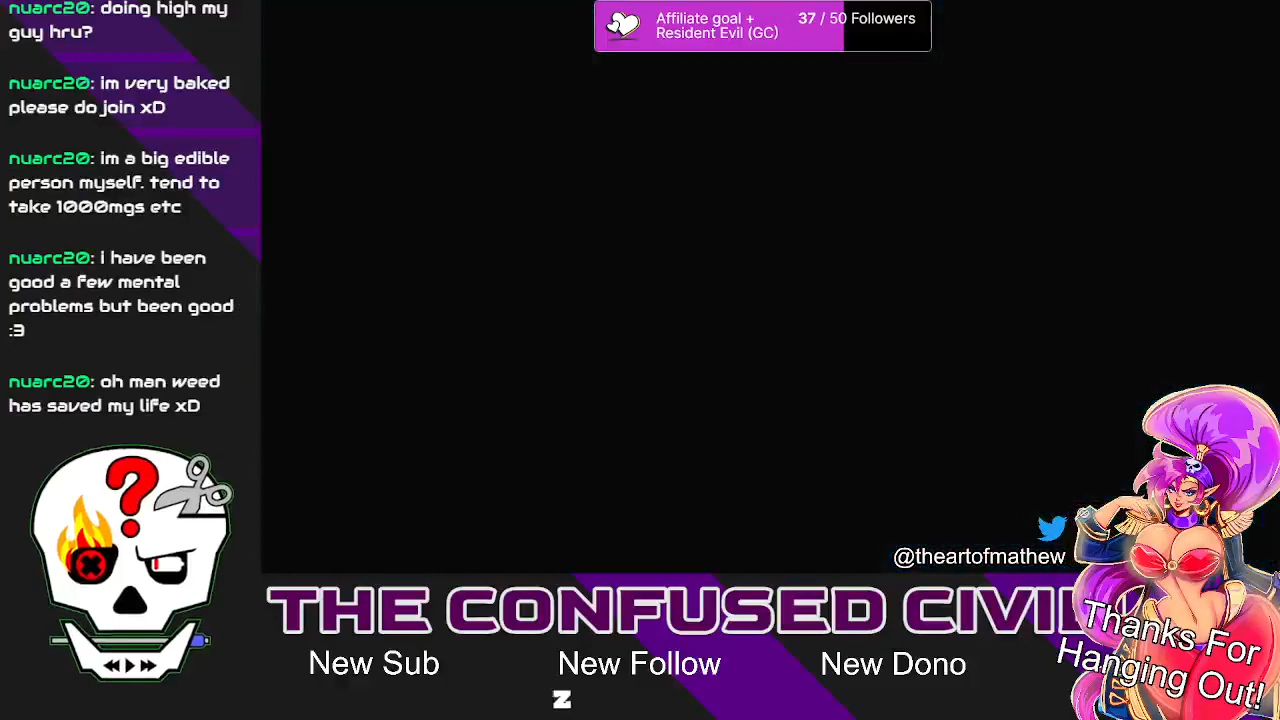 nuarc20: doing high my
guy hru?
nuarc20: im very baked
please do join xD
nuarc20: im a big edible
person myself. tend to
take 1000mgs etc
nuarc20: i have been
good a few mental
problems but been good
:3
nuarc20: oh man weed
has saved my life xD
Affiliate goal +
Resident Evil (GC)
37 / 50 Followers
@theartofmathew
THE CONFUSED CIVI
New Sub
New Follow
New Dono
z
Thanks For
Hanging Out!